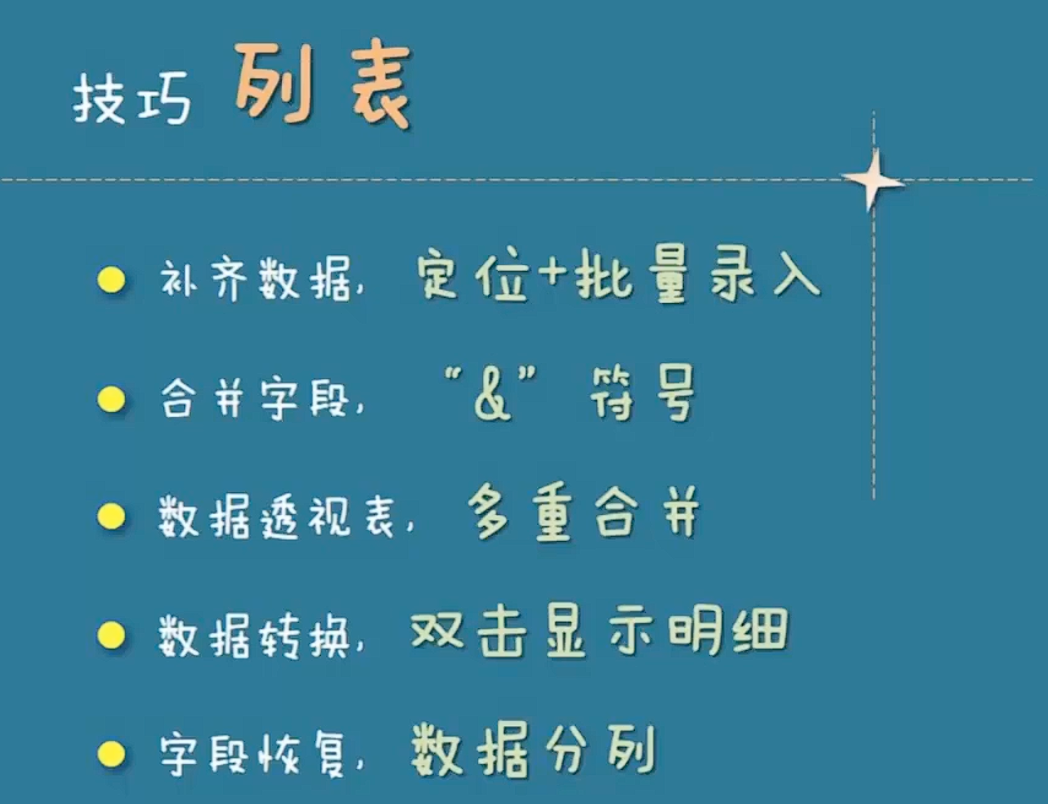 技巧 列表
补齐数据, 定位+批量录入
合并字段, “&” 符号
数据透视表, 多重合并
数据转换, 双击显示明细
字段恢复, 数据分列